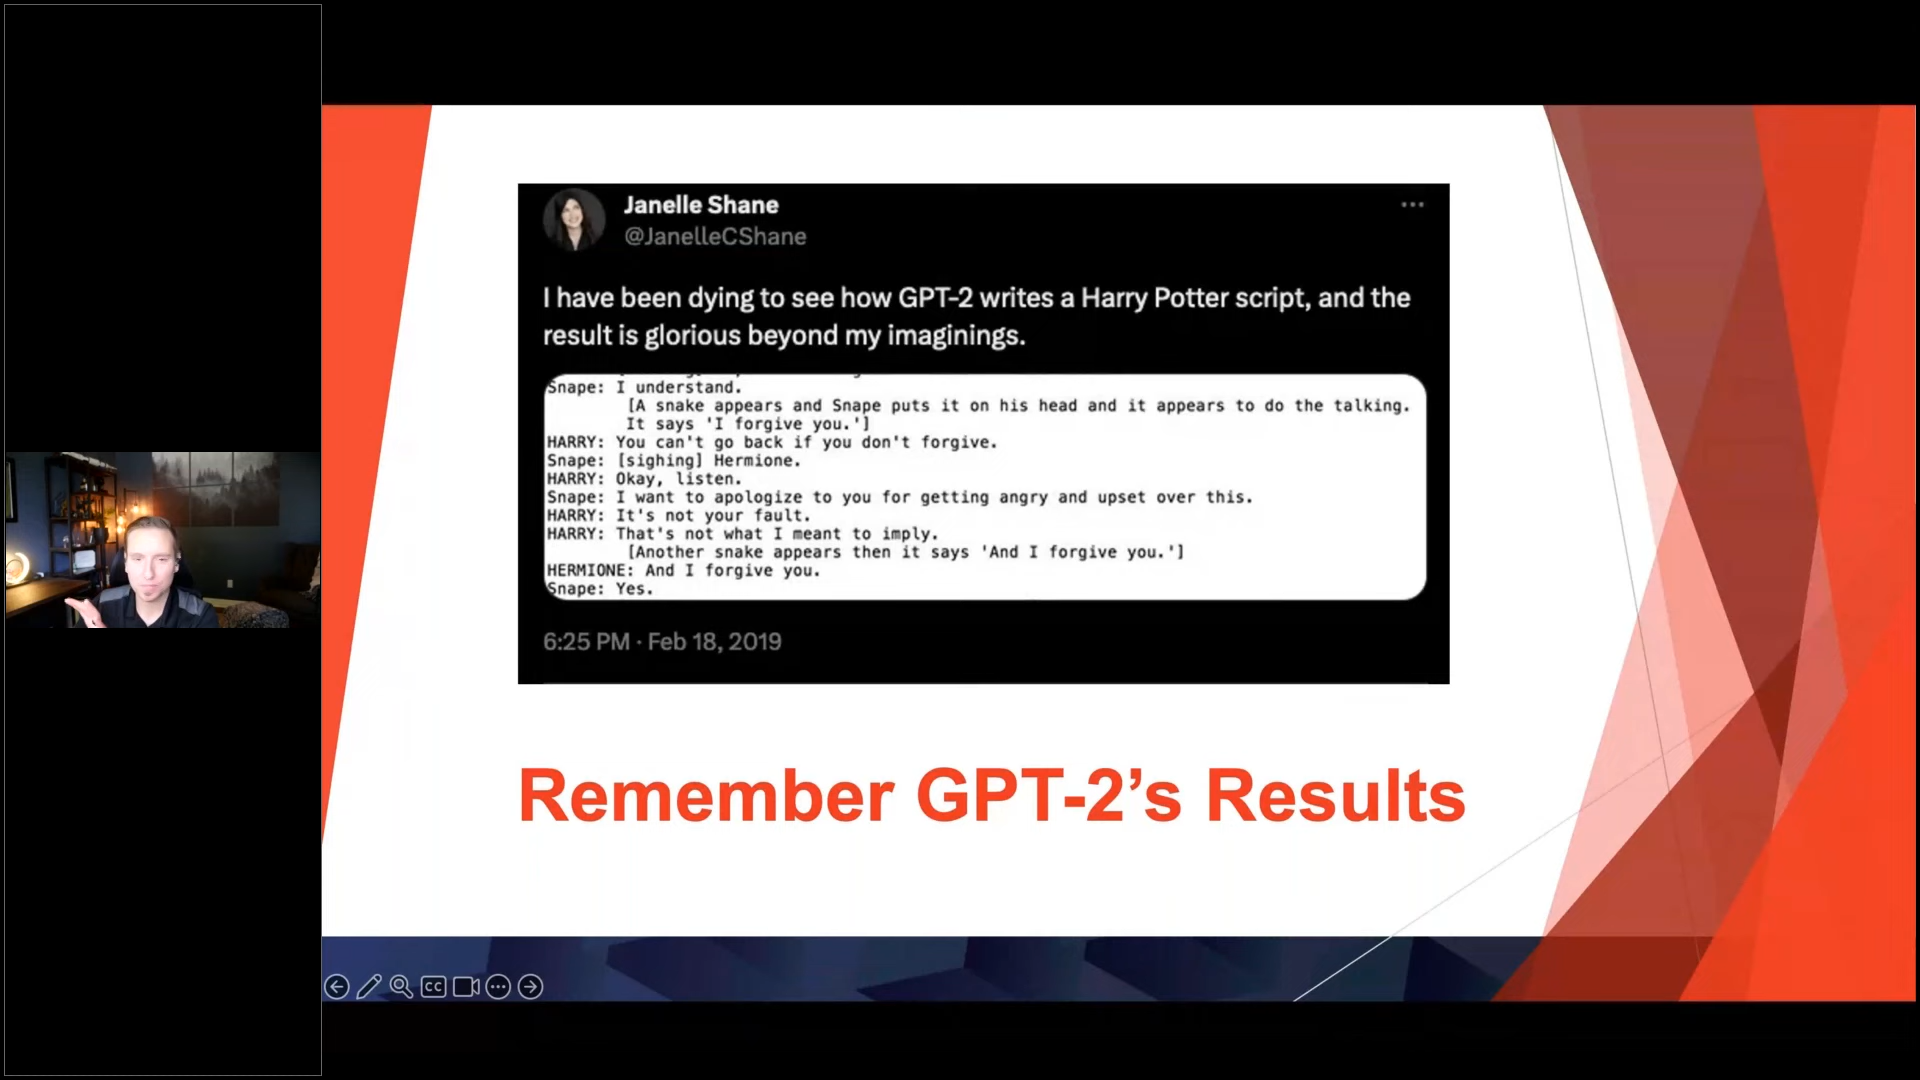 Janelle Shane
@JanelleCShane
I have been dying to see how GPT-2 writes a Harry Potter script, and the
result is glorious beyond my imaginings.
Snape: I understand.
[A snake appears and Snape puts it on his head and it appears to do the talking.
It says 'I forgive you.']
HARRY: You can't go back if you don't forgive.
Snape: [sighing] Hermione.
HARRY: Okay, listen.
Snape: I want to apologize to you for getting angry and upset over this.
HARRY: It's not your fault.
HARRY: That's not what I meant to imply.
[Another snake appears then it says 'And I forgive you.']
HERMIONE: And I forgive you.
Snape: Yes.
6:25 PM · Feb 18, 2019
Remember GPT-2’s Results
CC